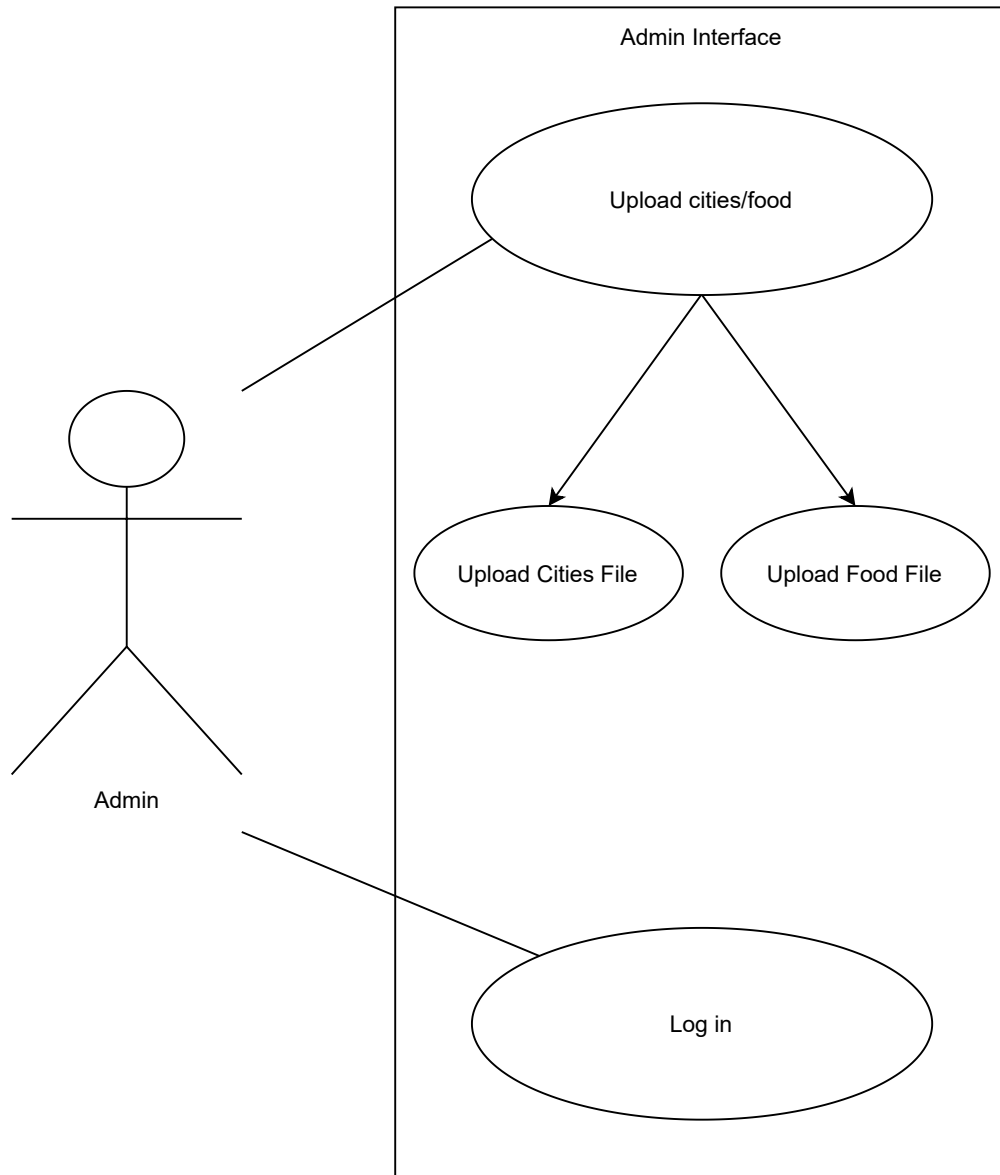 Admin Interface
Upload cities/food
Upload Cities File
Upload Food File
Admin
Log in